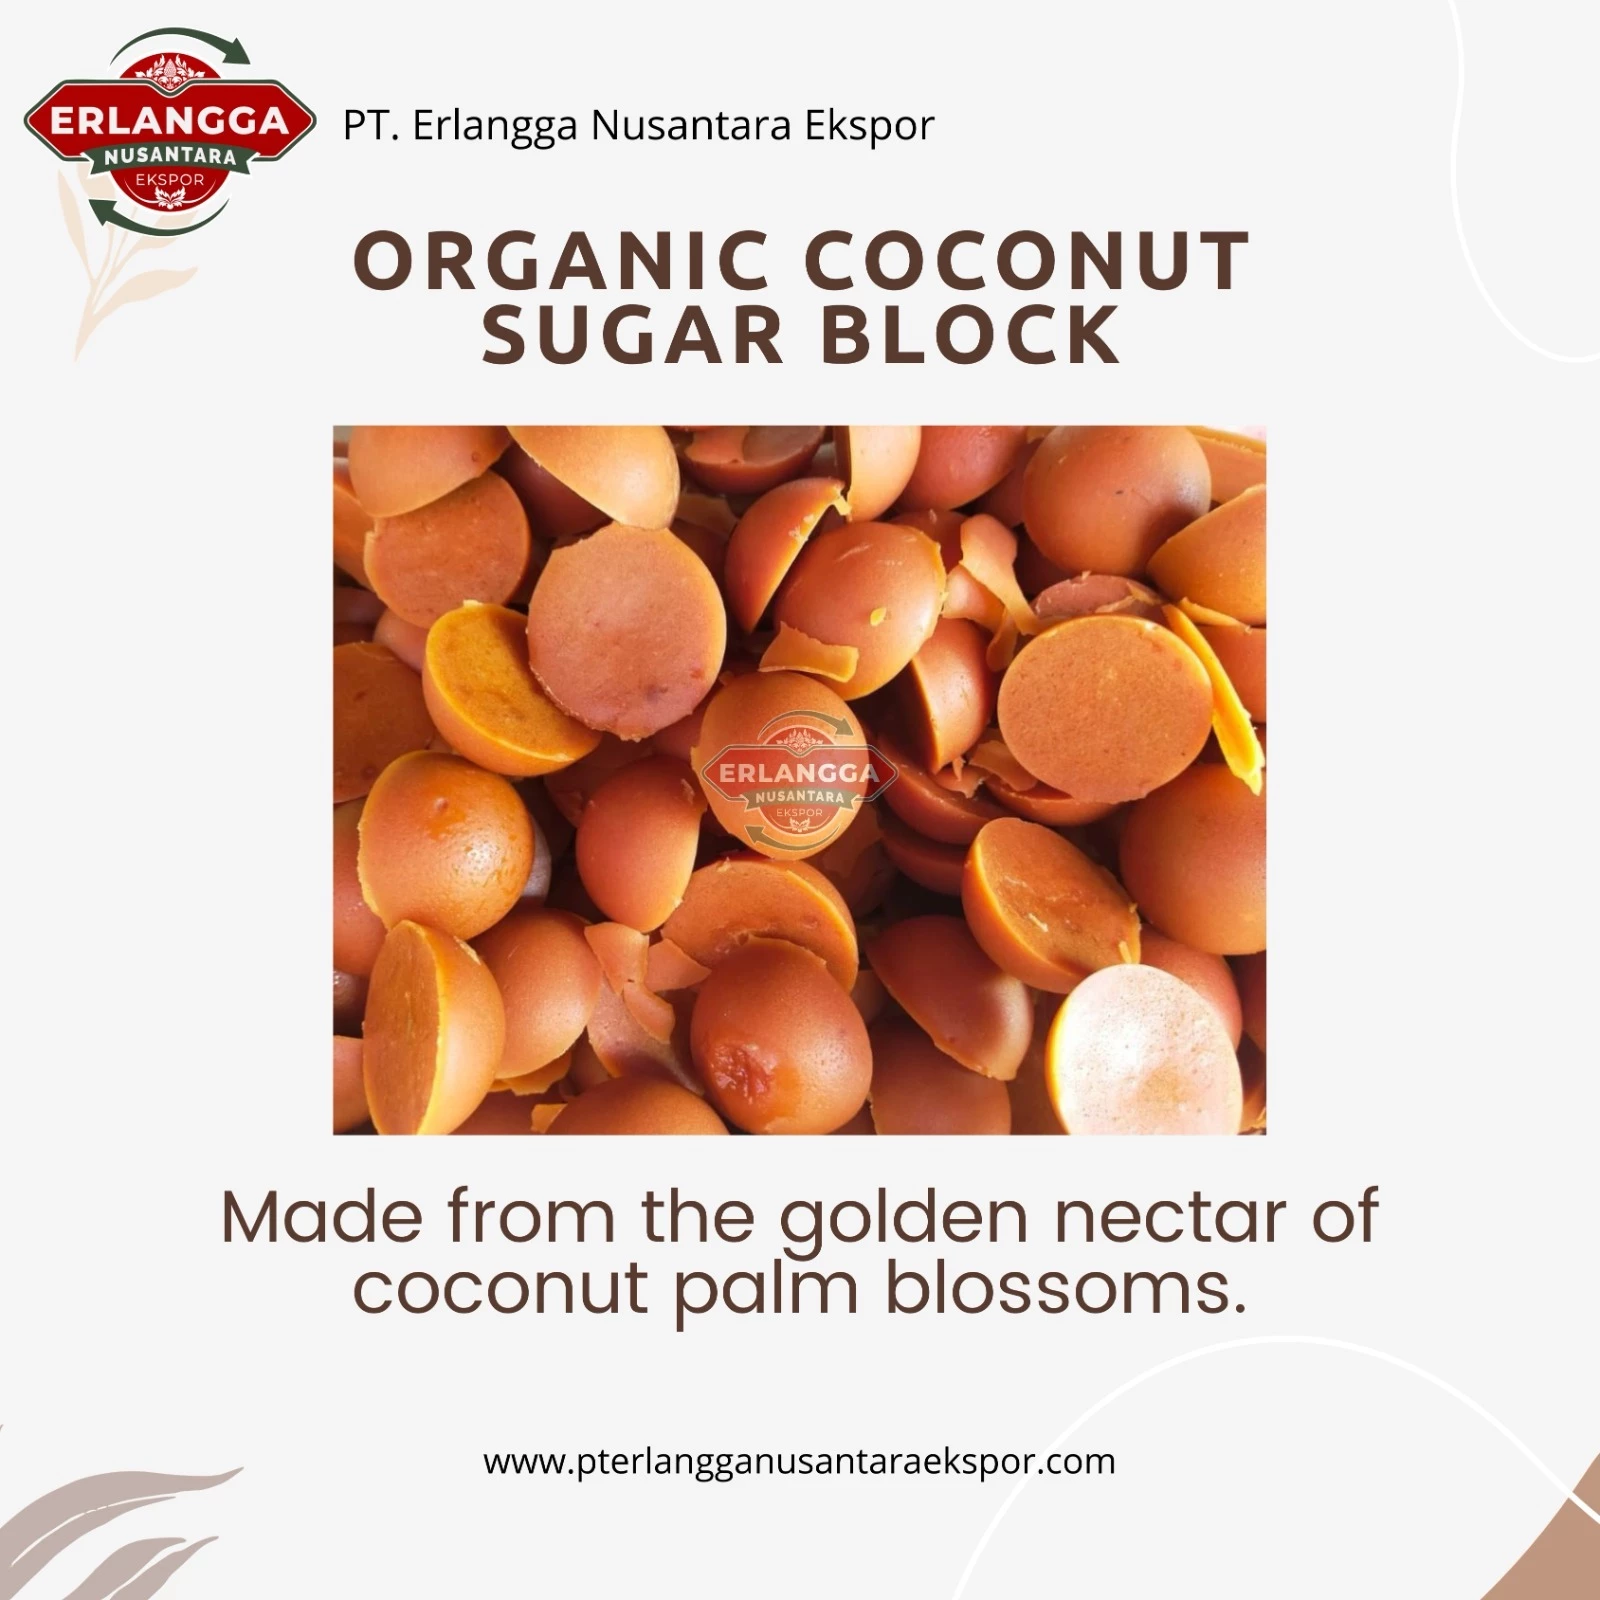 ERLANGGA
NUSANTARA
EKSPOR
PT. Erlangga Nusantara Ekspor
ORGANIC COCONUT
SUGAR BLOCK
ERLANGGA
NUSANTARA
EKSPOR
Made from the golden nectar of
coconut palm blossoms.
www.pterlangganusantaraekspor.com